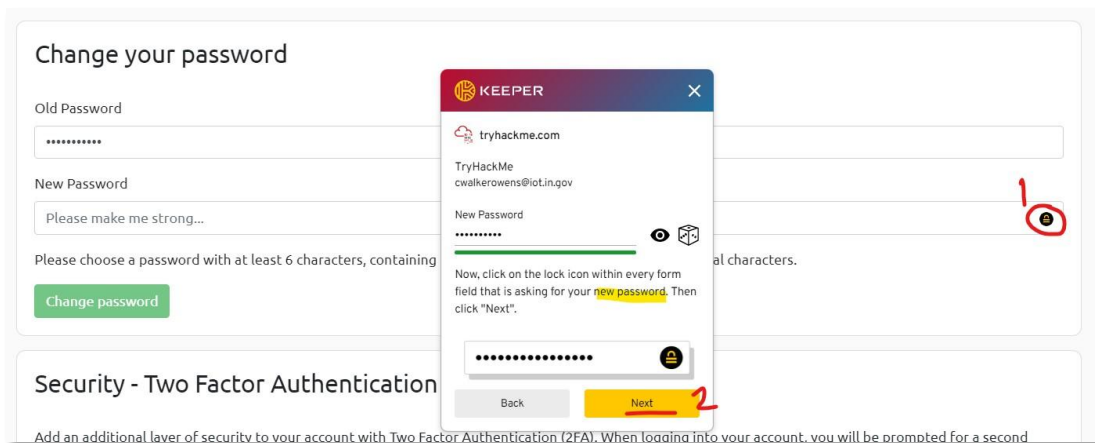 Change your password
Old Password
•••••••••••
New Password
Please make me strong...
Please choose a password with at least 6 characters, containing
al characters.
Change password
Security - Two Factor Authentication
Add an additional layer of security to your account with Two Factor Authentication (2FA). When logging into your account, you will be prompted for a second
KEEPER
tryhackme.com
TryHackMe
cwalkerowens@iot.in.gov
New Password
••••••••••
Now, click on the lock icon within every form
field that is asking for your new password. Then
click "Next".
••••••••••••••••
Back
Next
1
2